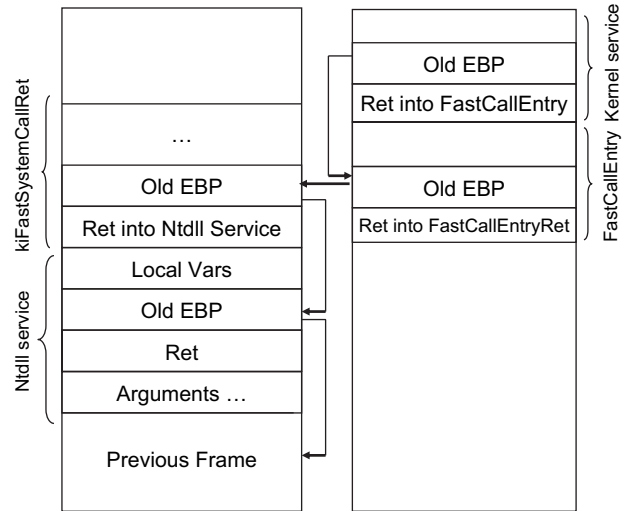 kiFastSystemCallRet
Ntdll service
…
Old EBP
Ret into Ntdll Service
Local Vars
Old EBP
Ret
Arguments …
Previous Frame
Old EBP
Ret into FastCallEntry
Old EBP
Ret into FastCallEntryRet
Kernel service
FastCallEntry